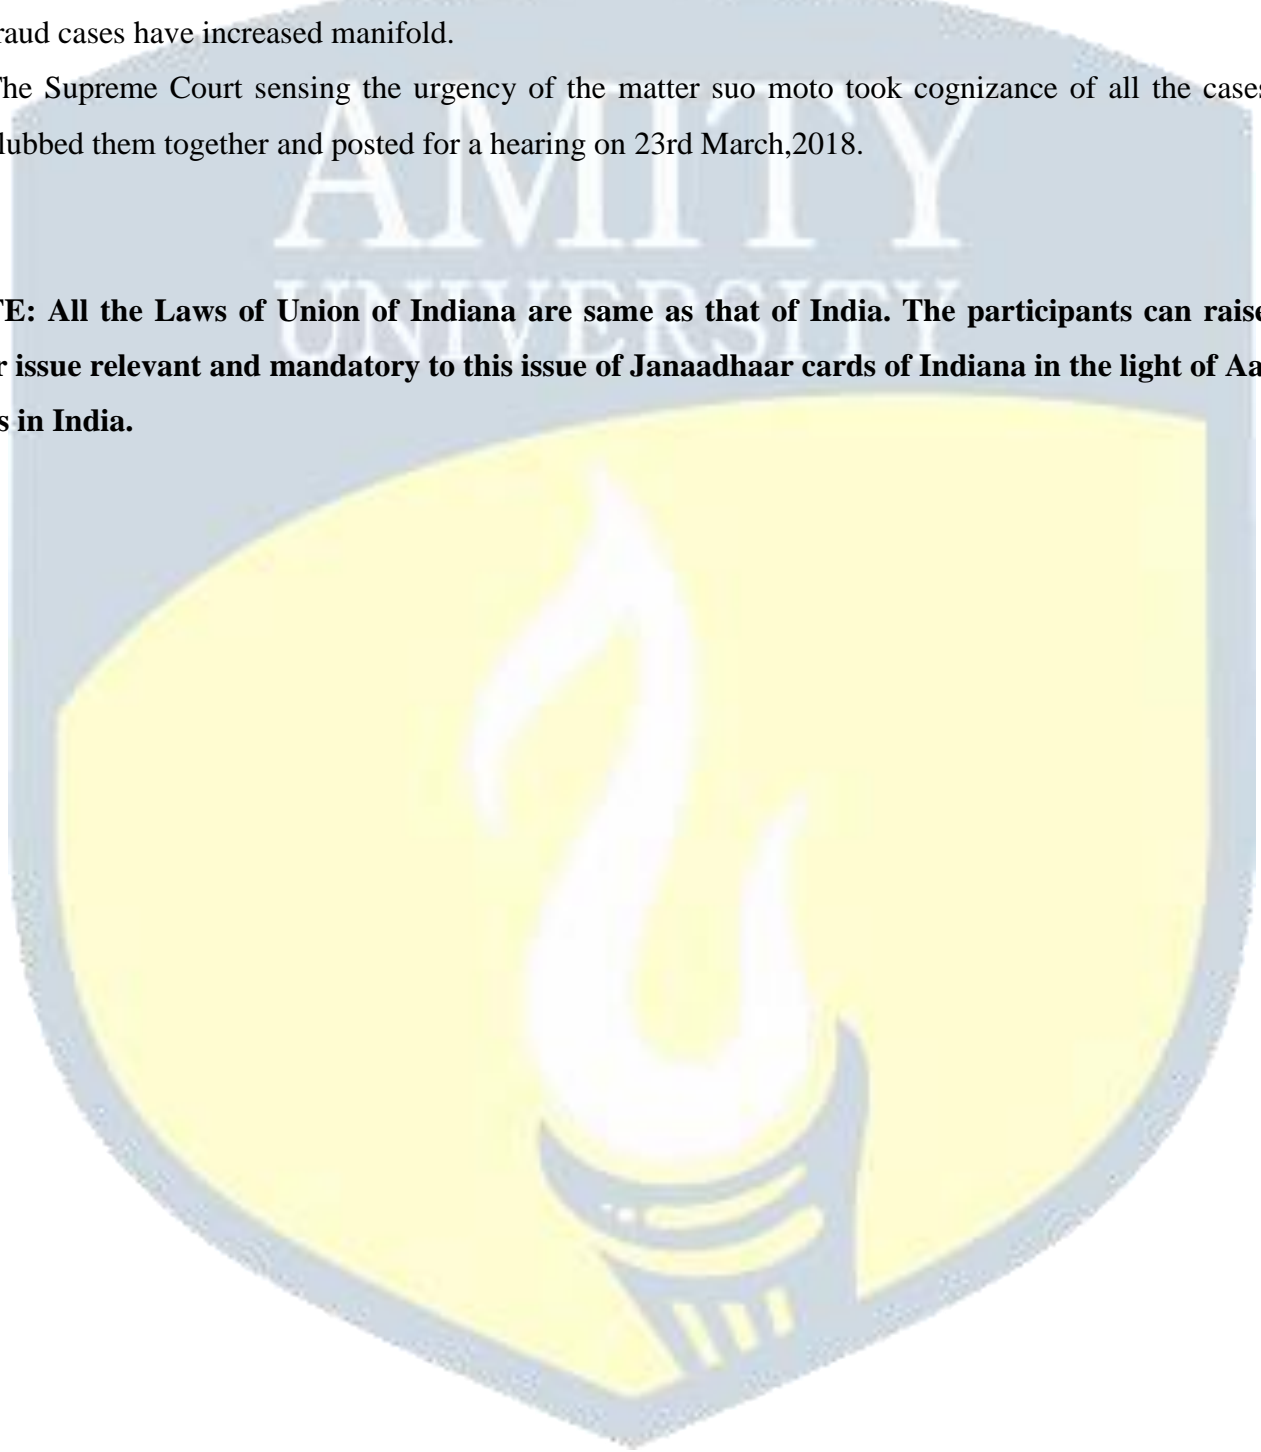 raud cases have increased manifold.
he Supreme Court sensing the urgency of the matter suo moto took cognizance of all the cases
lubbed them together and posted for a hearing on 23rd March,2018.
AMITY
UNIVERSITY
TE: All the Laws of Union of Indiana are same as that of India. The participants can raise
r issue relevant and mandatory to this issue of Janaadhaar cards of Indiana in the light of Aa
s in India.